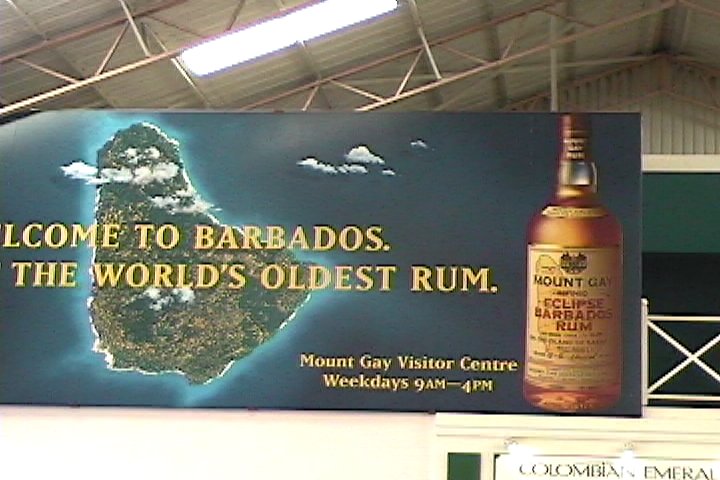 LCOME TO BARBADOS.
THE WORLD'S OLDEST RUM.
Mount Gay Visitor Centre
Weekdays 9AM—4PM
MOUNT GAY
ECLIPSE
BARBADOS
RUM
COLOMBIAN EMERAL